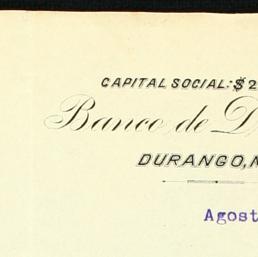 CAPITAL SOCIAL: $2
Banco de D
DURANGO, M
Agost